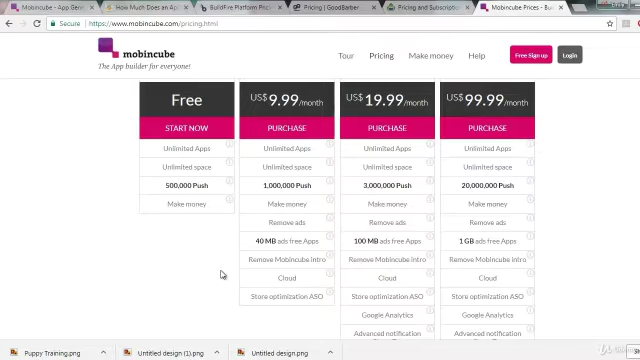 Mobincube - App Gener
How Much Does an Ap
BuildFire Platform Pricin
Pricing | GoodBarber
Pricing and Subscription
Mobincube Prices - Bui
Secure https://www.mobincube.com/pricing.html
mobincube
The App builder for everyone!
Tour Pricing Make money Help Free Sign up Login
Free US$ 9.99/month US$ 19.99/month US$ 99.99/month
START NOW PURCHASE PURCHASE PURCHASE
Unlimited Apps Unlimited Apps Unlimited Apps Unlimited Apps
Unlimited space Unlimited space Unlimited space Unlimited space
500,000 Push 1,000,000 Push 3,000,000 Push 20,000,000 Push
Make money Make money Make money Make money
Remove ads Remove ads Remove ads
40 MB ads free Apps 100 MB ads free Apps 1 GB ads free Apps
Remove Mobincube intro Remove Mobincube intro Remove Mobincube intro
Cloud Cloud Cloud
Store optimization ASO Store optimization ASO Store optimization ASO
Google Analytics Google Analytics
Advanced notification Advanced notification
Puppy Training.png Untitled design (1).png Untitled design.png